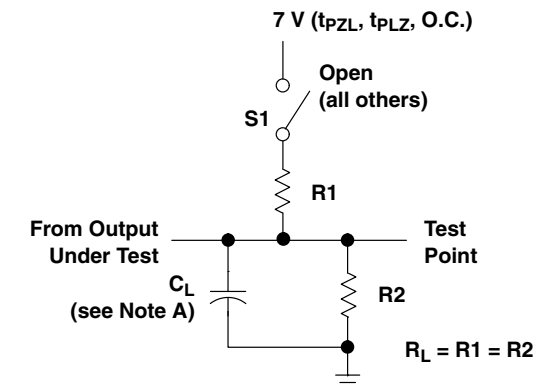 7 V (tPZL, tPLZ, O.C.)
Open
(all others)
S1
R1
From Output
Under Test
Test
Point
CL
(see Note A)
R2
RL = R1 = R2